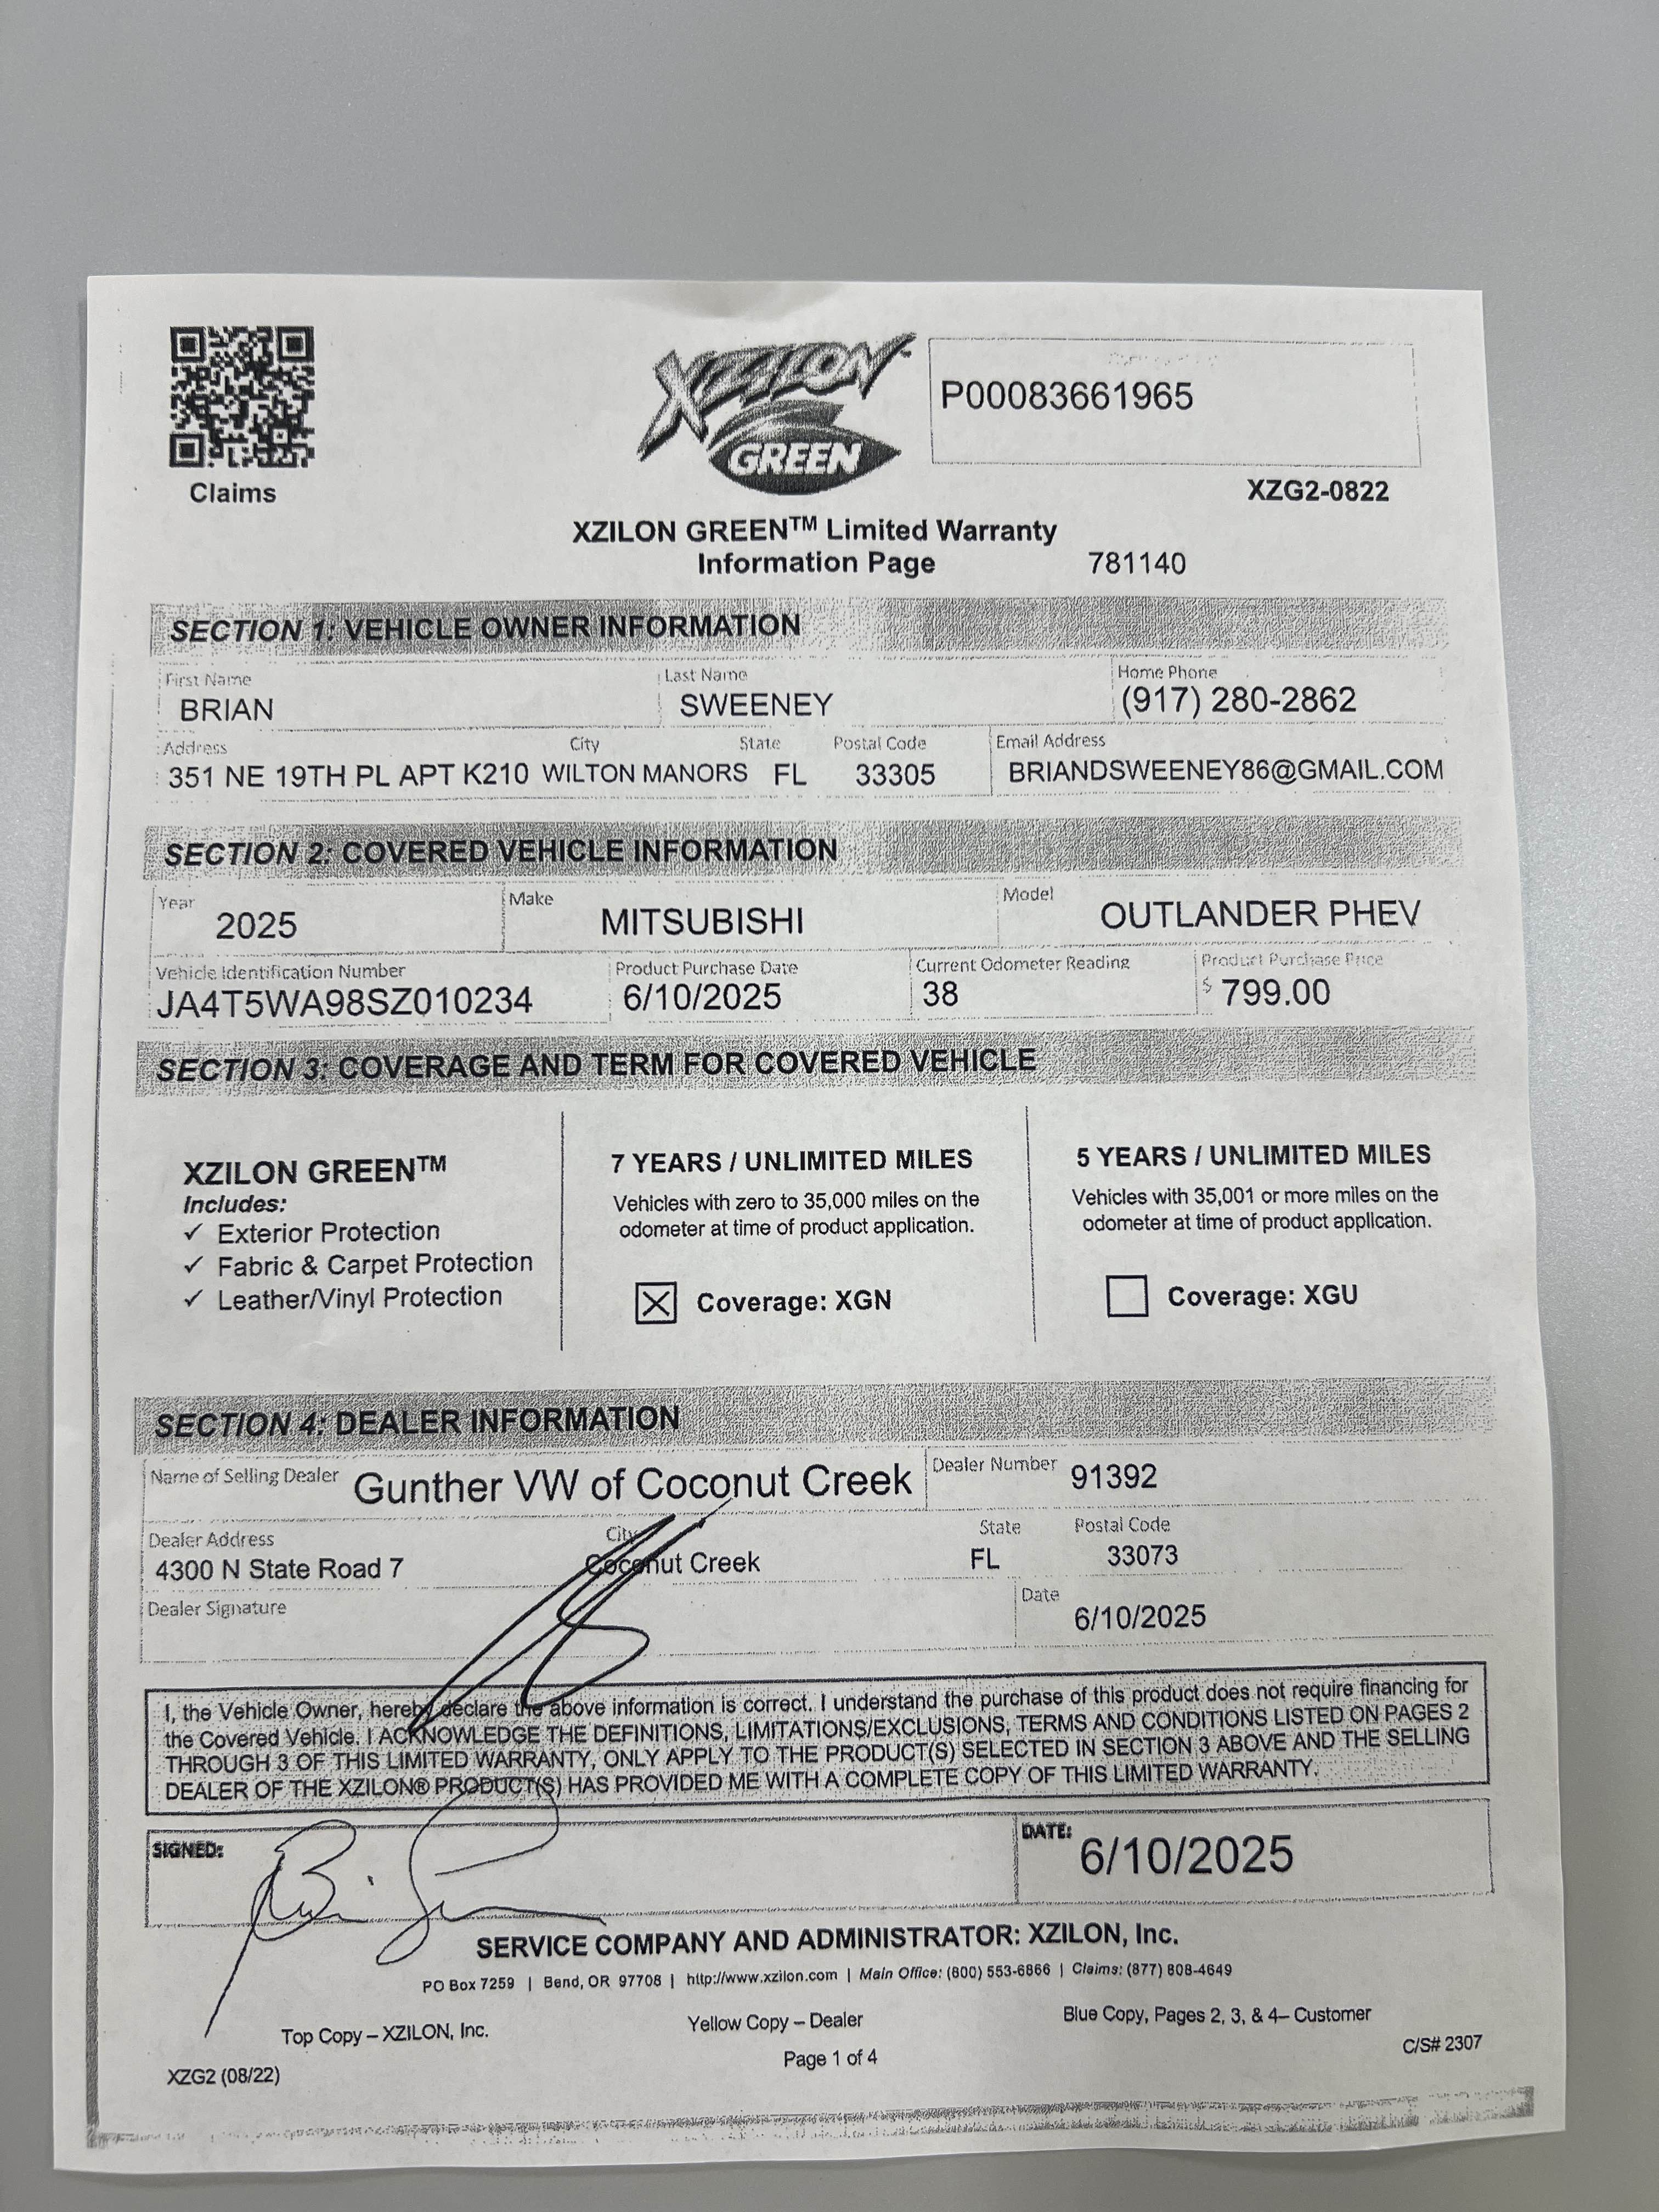 XZILON
GREEN
P00083661965
Claims
XZG2-0822
XZILON GREEN™ Limited Warranty
Information Page 781140
SECTION 1: VEHICLE OWNER INFORMATION
First Name Last Name Home Phone
BRIAN SWEENEY (917) 280-2862
Address City State Postal Code Email Address
351 NE 19TH PL APT K210 WILTON MANORS FL 33305 BRIANDSWEENEY86@GMAIL.COM
SECTION 2: COVERED VEHICLE INFORMATION
Year Make Model
2025 MITSUBISHI OUTLANDER PHEV
Vehicle Identification Number Product Purchase Date Current Odometer Reading Product Purchase Price
JA4T5WA98SZ010234 6/10/2025 38 $ 799.00
SECTION 3: COVERAGE AND TERM FOR COVERED VEHICLE
XZILON GREEN™
Includes:
✓ Exterior Protection
✓ Fabric & Carpet Protection
✓ Leather/Vinyl Protection
7 YEARS / UNLIMITED MILES
Vehicles with zero to 35,000 miles on the
odometer at time of product application.
☒ Coverage: XGN
5 YEARS / UNLIMITED MILES
Vehicles with 35,001 or more miles on the
odometer at time of product application.
☐ Coverage: XGU
SECTION 4: DEALER INFORMATION
Name of Selling Dealer Gunther VW of Coconut Creek Dealer Number 91392
Dealer Address City State Postal Code
4300 N State Road 7 Coconut Creek FL 33073
Dealer Signature Date
6/10/2025
I, the Vehicle Owner, hereby declare the above information is correct. I understand the purchase of this product does not require financing for
the Covered Vehicle. I ACKNOWLEDGE THE DEFINITIONS, LIMITATIONS/EXCLUSIONS, TERMS AND CONDITIONS LISTED ON PAGES 2
THROUGH 3 OF THIS LIMITED WARRANTY, ONLY APPLY TO THE PRODUCT(S) SELECTED IN SECTION 3 ABOVE AND THE SELLING
DEALER OF THE XZILON® PRODUCT(S) HAS PROVIDED ME WITH A COMPLETE COPY OF THIS LIMITED WARRANTY.
SIGNED: DATE: 6/10/2025
SERVICE COMPANY AND ADMINISTRATOR: XZILON, Inc.
PO Box 7259 | Bend, OR 97708 | http://www.xzilon.com | Main Office: (800) 553-6866 | Claims: (877) 808-4649
Top Copy – XZILON, Inc. Yellow Copy – Dealer Blue Copy, Pages 2, 3, & 4– Customer
Page 1 of 4 C/S# 2307
XZG2 (08/22)